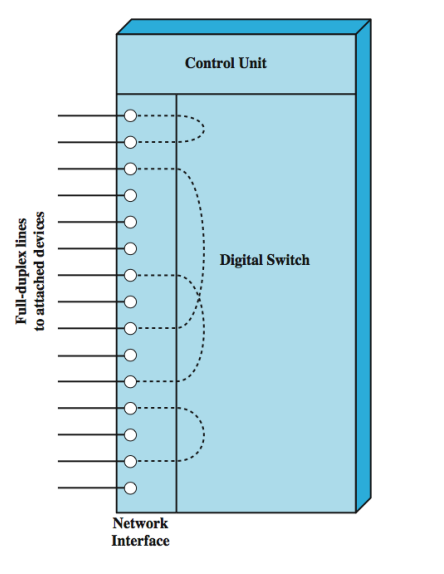 Control Unit
Full-duplex lines
to attached devices
Digital Switch
Network
Interface